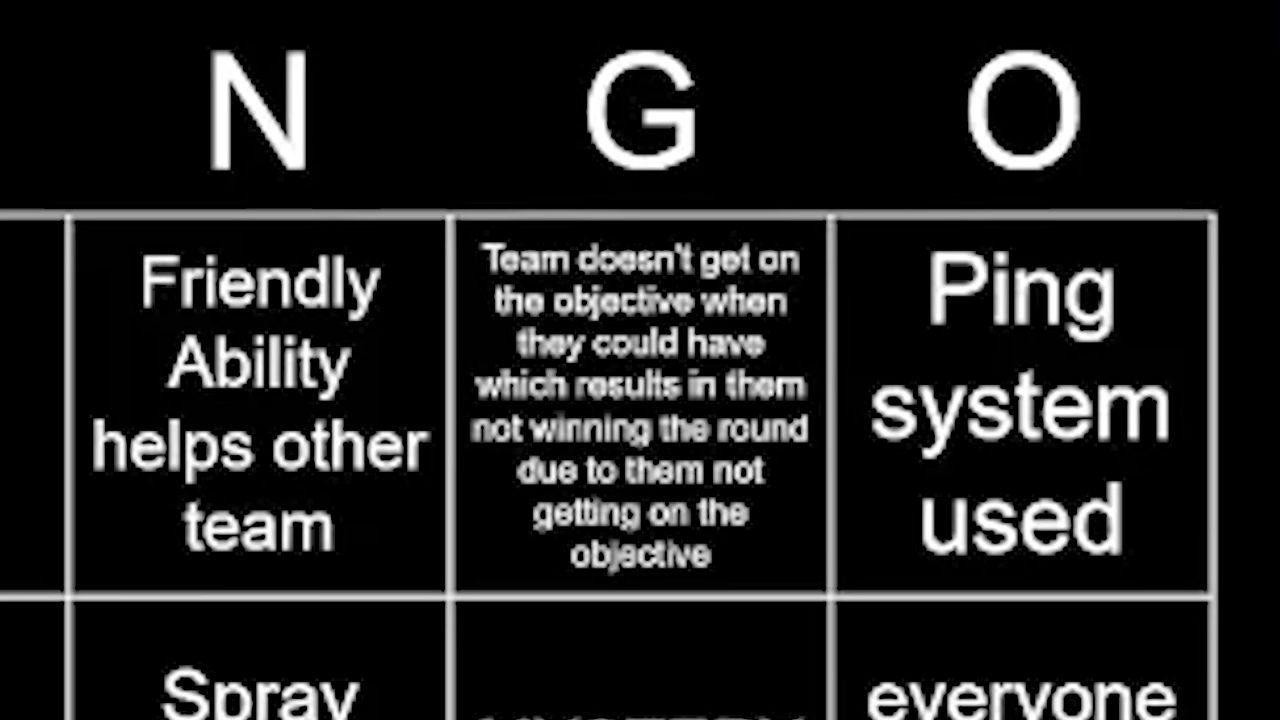 N G O
Friendly
Ability
helps other
team
Team doesn't get on
the objective when
they could have
which results in them
not winning the round
due to them not
getting on the
objective
Ping
system
used
Spray
everyone